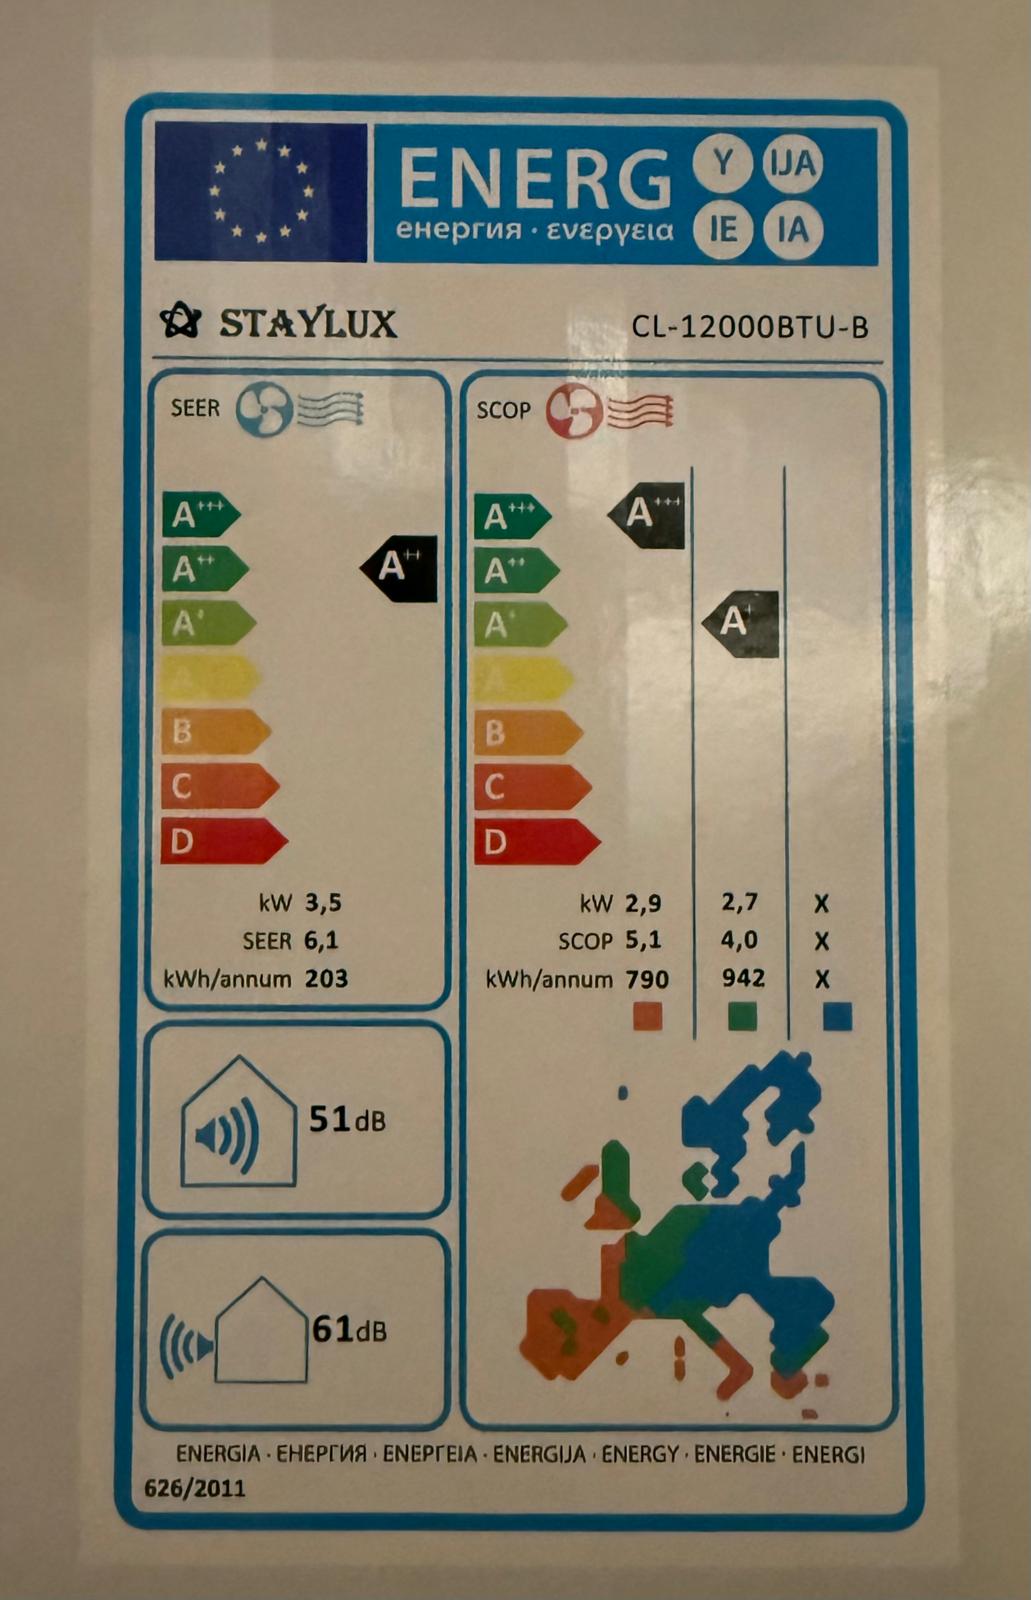 ENERG Y IJA
енергия · ενεργεια IE IA
STAYLUX CL-12000BTU-B
SEER
SCOP
A+++
A++
A+
A
B
C
D
A++
A+++
A++
A+
A
B
C
D
A+++
A+
kW 3,5
SEER 6,1
kWh/annum 203
kW 2,9 2,7 X
SCOP 5,1 4,0 X
kWh/annum 790 942 X
51dB
61dB
ENERGIA · ЕНЕРГИЯ · ΕΝΕΡΓΕΙΑ · ENERGIJA · ENERGY · ENERGIE · ENERGI
626/2011